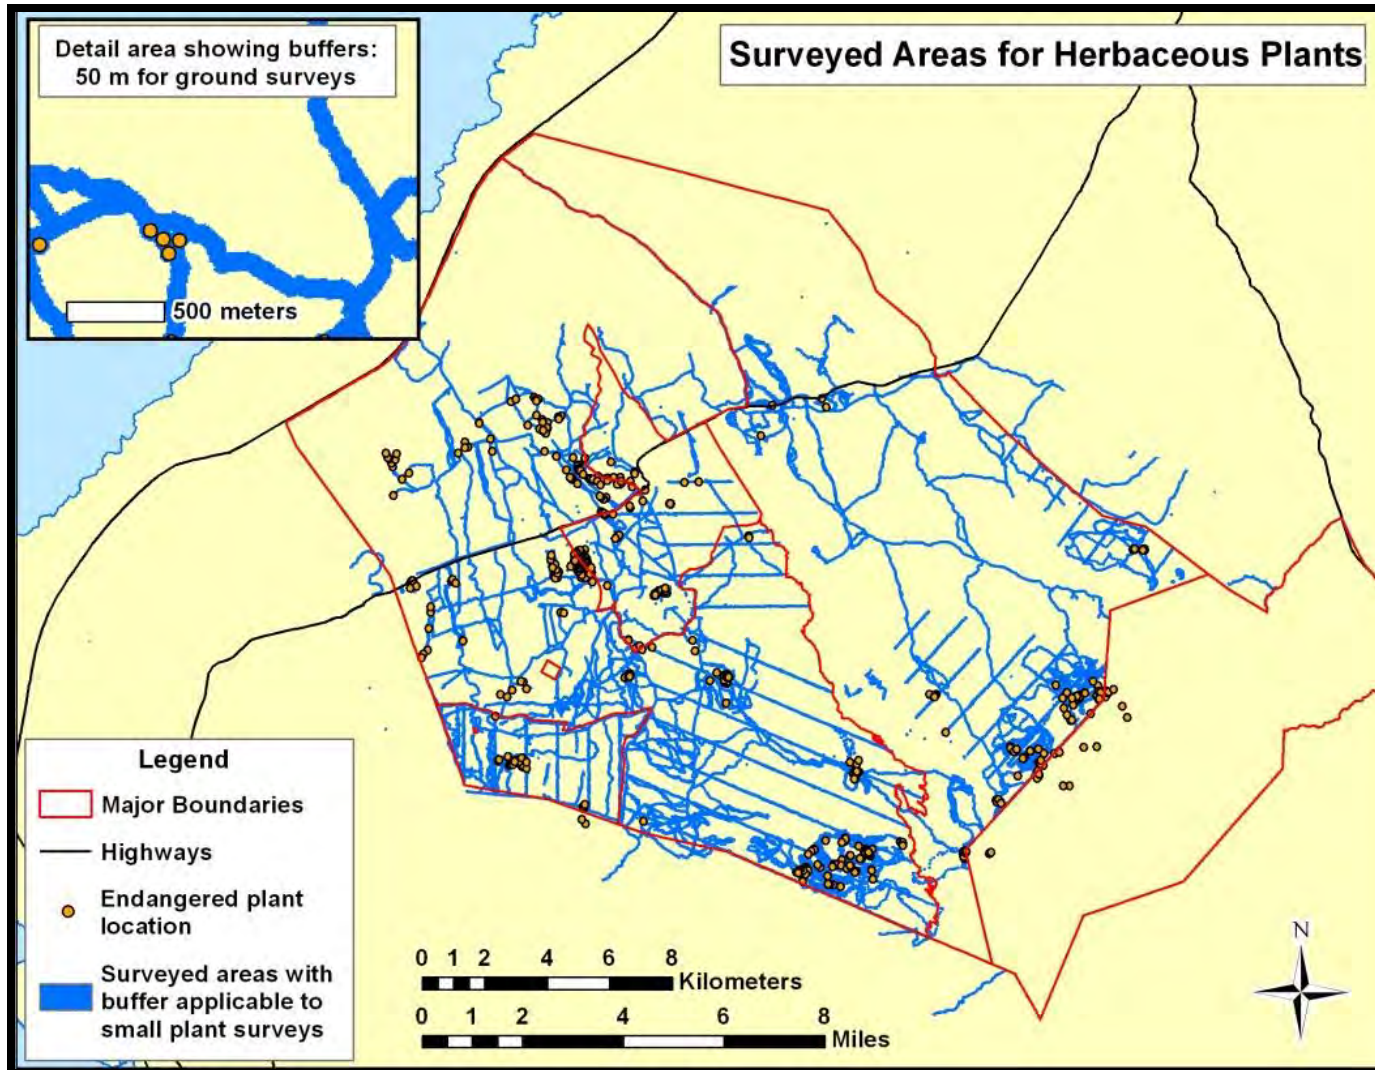 Detail area showing buffers:
50 m for ground surveys
500 meters
Surveyed Areas for Herbaceous Plants
Legend
Major Boundaries
Highways
Endangered plant
location
Surveyed areas with
buffer applicable to
small plant surveys
0 1 2 4 6 8
Kilometers
0 1 2 4 6 8
Miles
N